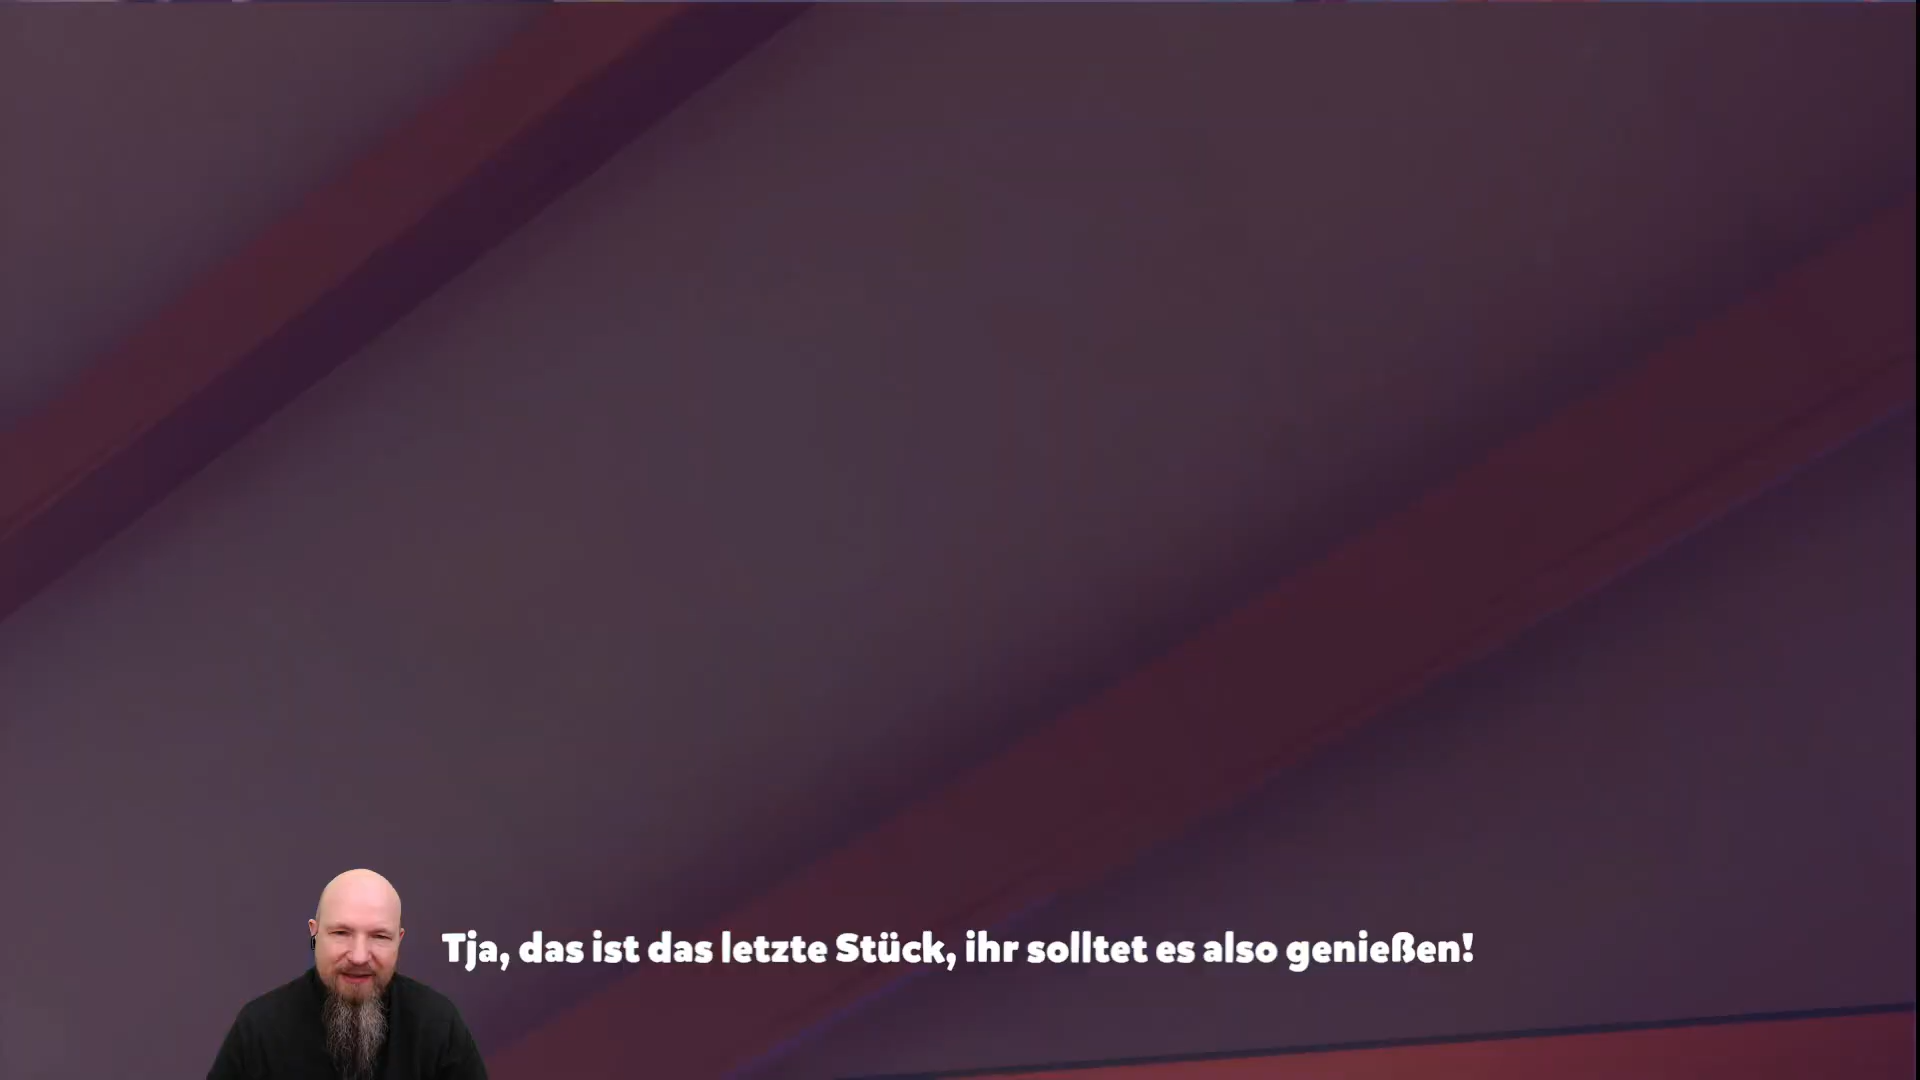 Tja, das ist das letzte Stück, ihr solltet es also genießen!